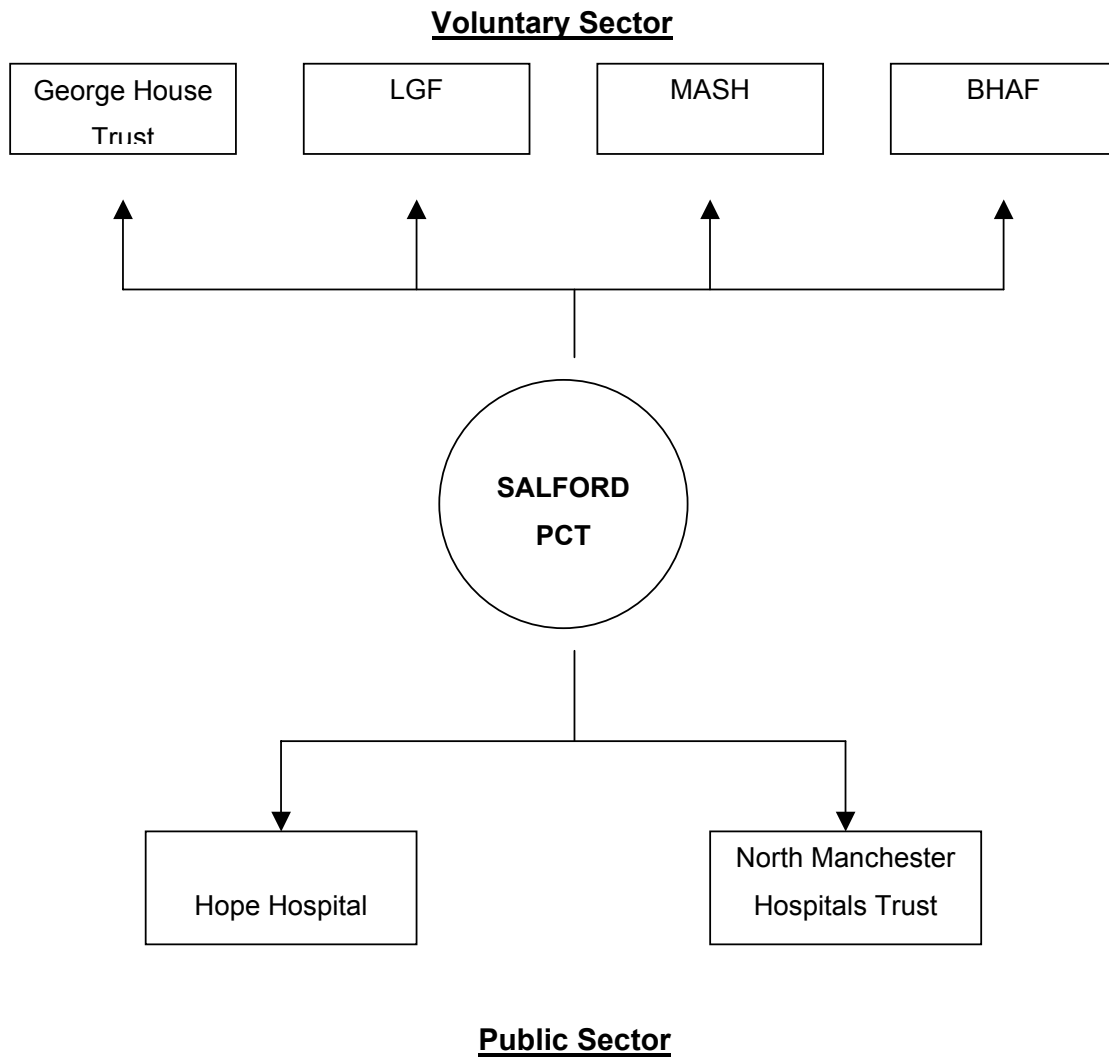 Voluntary Sector
George House
Trust
LGF
MASH
BHAF
SALFORD
PCT
Hope Hospital
North Manchester
Hospitals Trust
Public Sector